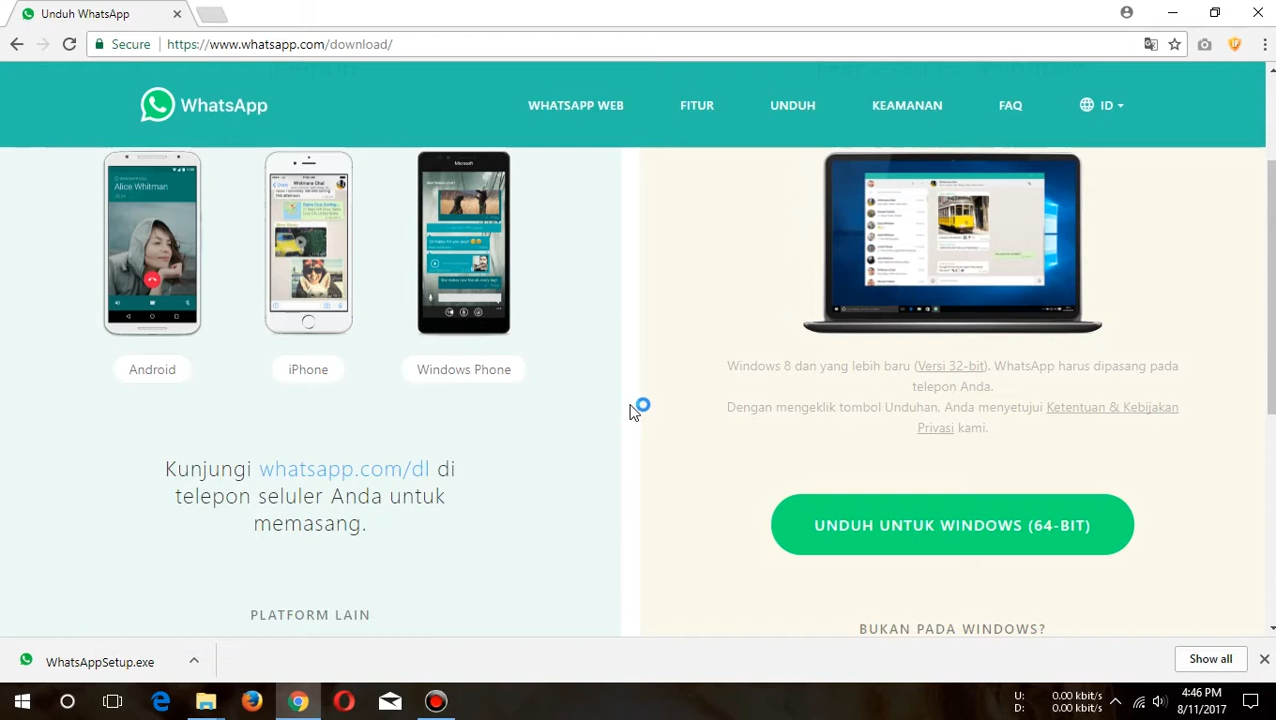 Unduh WhatsApp
Secure
https://www.whatsapp.com/download/
WhatsApp
WHATSAPP WEB
FITUR
UNDUH
KEAMANAN
FAQ
ID
Alice Whitman
Microsoft
Android
iPhone
Windows Phone
Kunjungi whatsapp.com/dl di
telepon seluler Anda untuk
memasang.
PLATFORM LAIN
Windows 8 dan yang lebih baru (Versi 32-bit). WhatsApp harus dipasang pada
telepon Anda.
Dengan mengeklik tombol Unduhan, Anda menyetujui Ketentuan & Kebijakan
Privasi kami.
UNDUH UNTUK WINDOWS (64-BIT)
BUKAN PADA WINDOWS?
WhatsAppSetup.exe
Show all
U: 0.00 kbit/s
D: 0.00 kbit/s
4:46 PM
8/11/2017